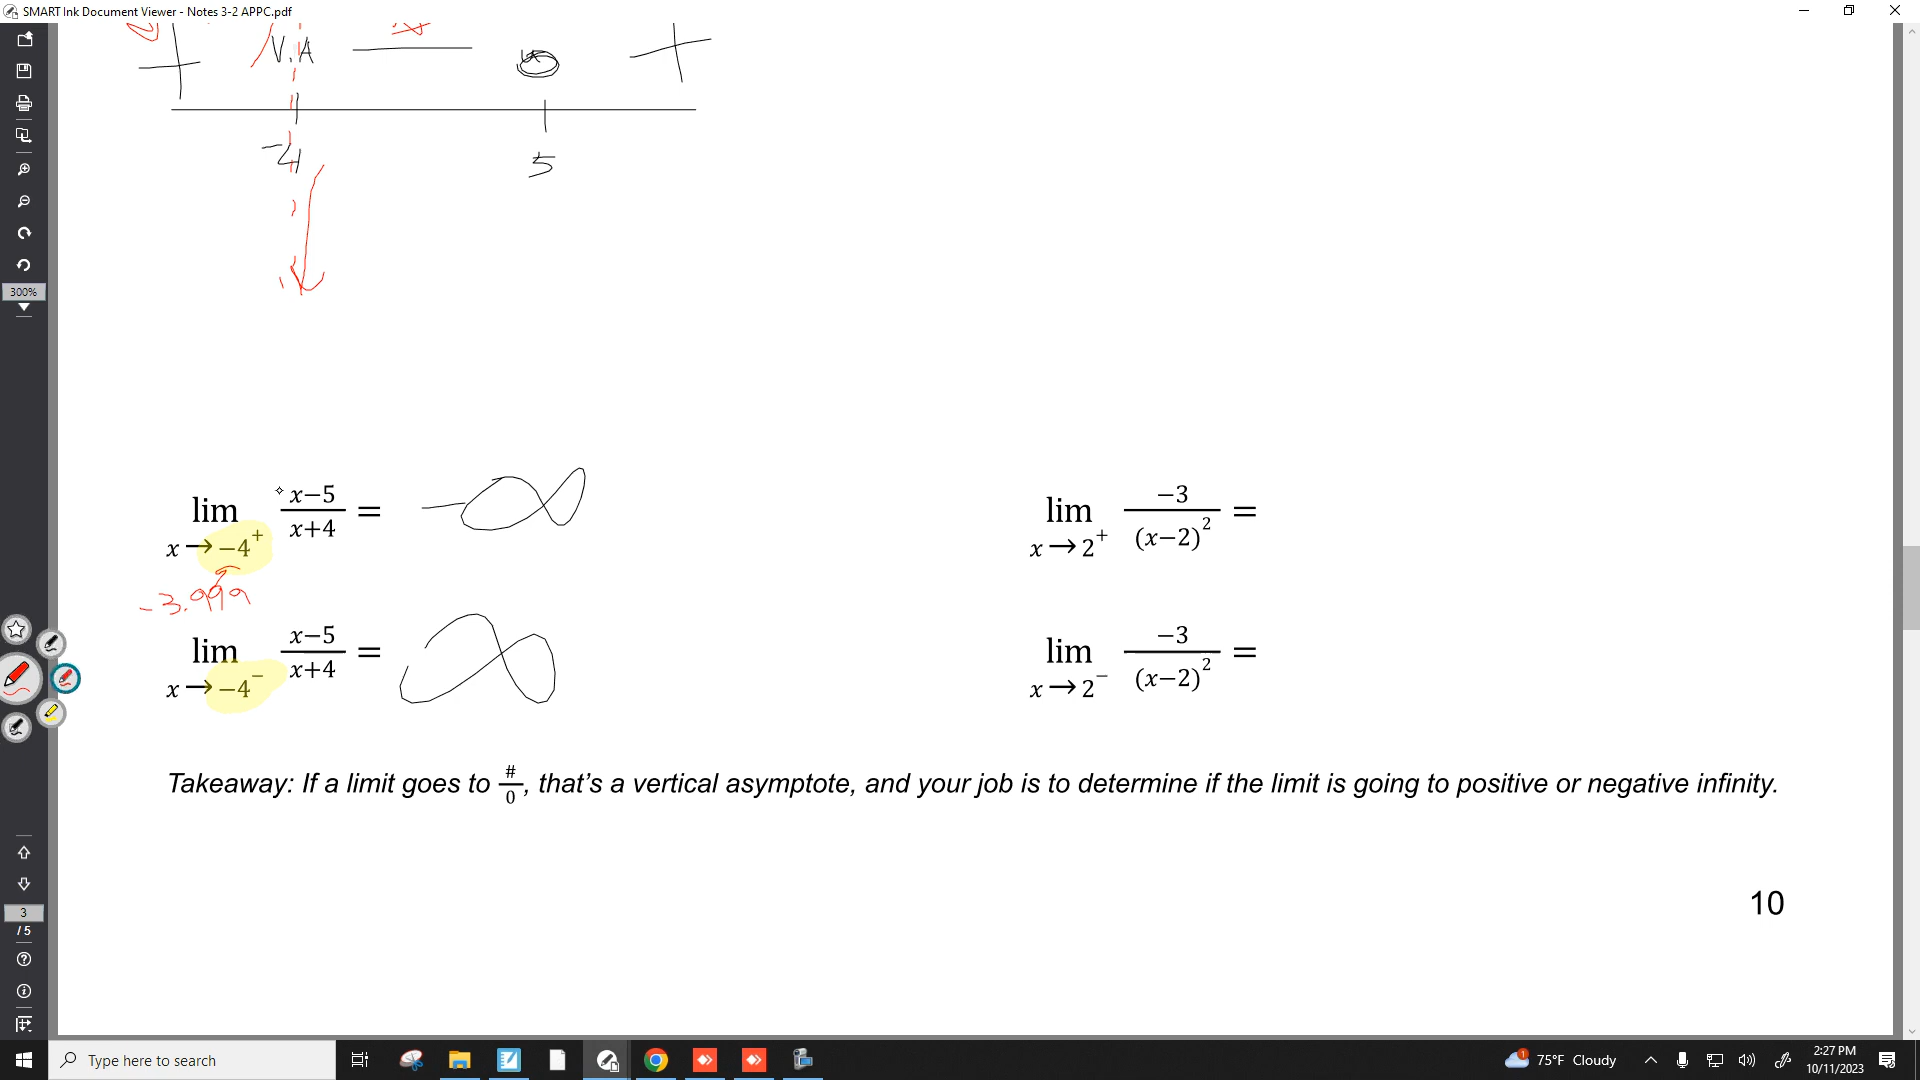 SMART Ink Document Viewer - Notes 3-2 APPC.pdf
+ V.A — 0 +
-4 5
lim x→−4⁺ (x−5)/(x+4) = -∞
-3.999
lim x→−4⁻ (x−5)/(x+4) = ∞
lim x→2⁺ −3/(x−2)² =
lim x→2⁻ −3/(x−2)² =
Takeaway: If a limit goes to #/0, that's a vertical asymptote, and your job is to determine if the limit is going to positive or negative infinity.
10
300%
3
/ 5
Type here to search
1
75°F Cloudy
2:27 PM
10/11/2023